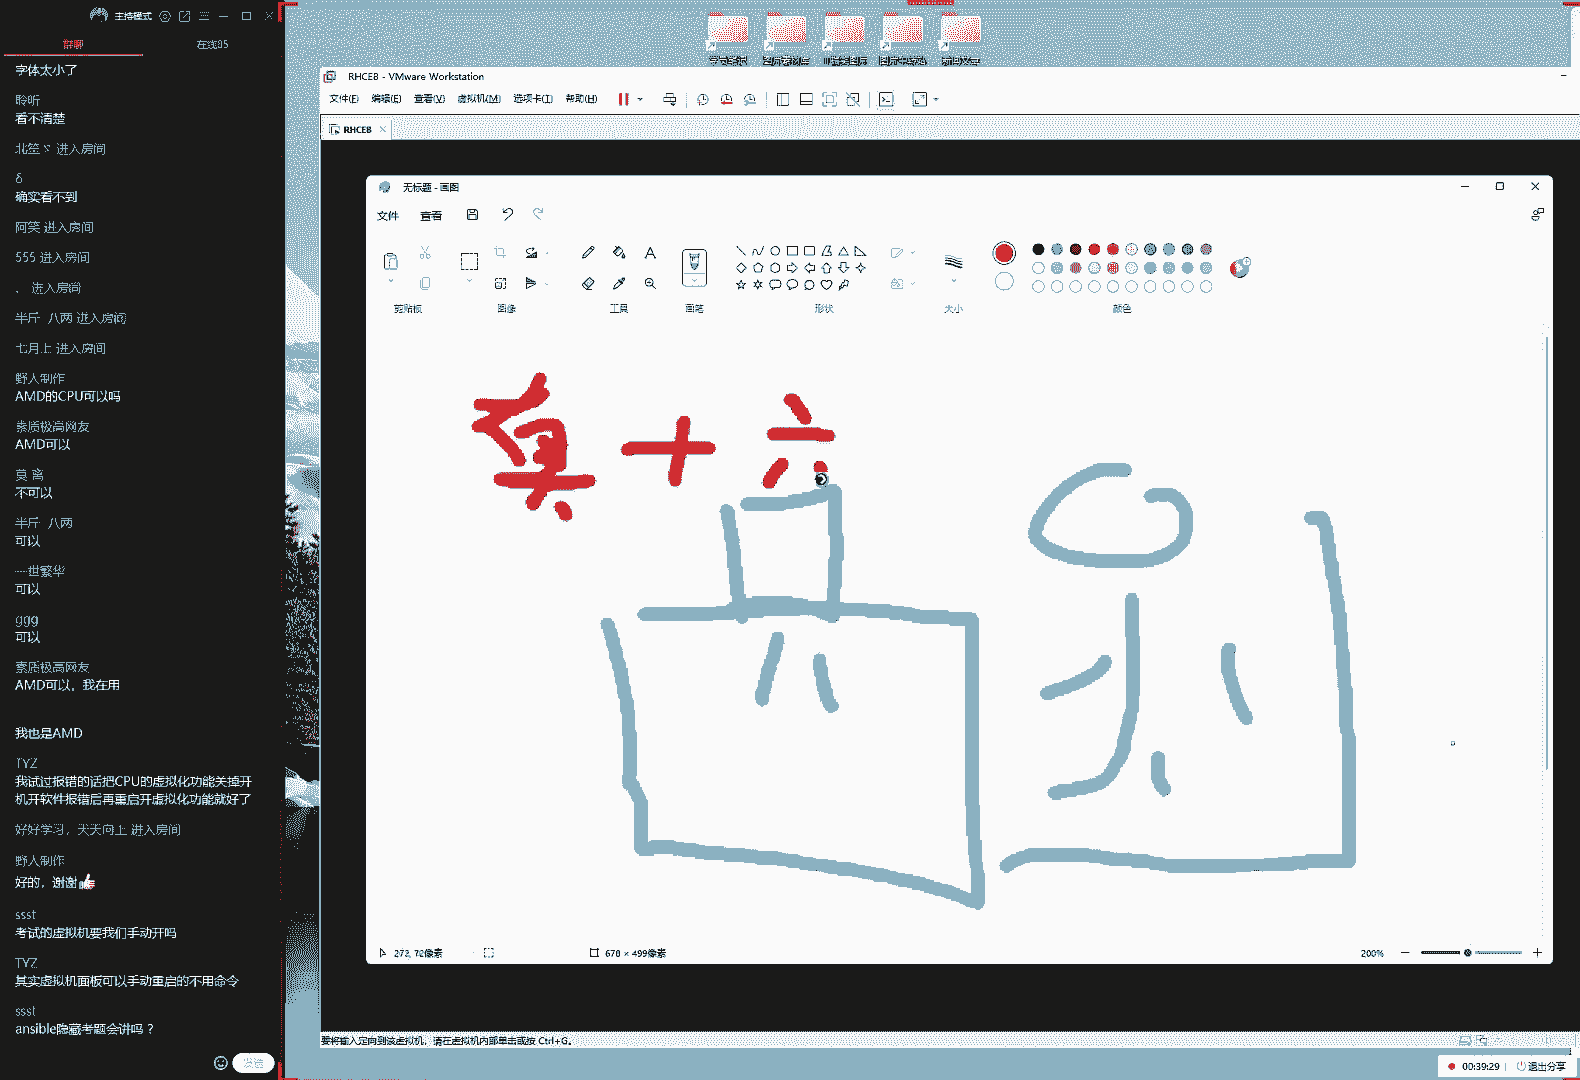 主持模式
群聊
在线85
字体太小了
聆听
看不清楚
进入房间
δ
确实看不到
阿笑 进入房间
555 进入房间
、 进入房间
半斤 八两 进入房间
七月上 进入房间
野人制作
AMD的CPU可以吗
素质极高网友
AMD可以
莫 离
不可以
半斤 八两
可以
一世繁华
可以
ggg
可以
素质极高网友
AMD可以，我在用
我也是AMD
TYZ
我试过报错的话把CPU的虚拟化功能关掉开
机开软件报错后再重启开虚拟化功能就好了
好好学习，天天向上 进入房间
野人制作
好的，谢谢
ssst
考试的虚拟机要我们手动开吗
TYZ
其实虚拟机面板可以手动重启的不用命令
ssst
ansible隐藏考题会讲吗？
发送
RHCEB - VMware Workstation
文件(F) 编辑(E) 查看(V) 虚拟机(M) 选项卡(T) 帮助(H)
RHCEB
无标题 - 画图
文件 查看
剪贴板 图像 工具 画笔 形状 大小 颜色
十六
272, 72像素
678 × 499像素
200%
要将输入定向到该虚拟机，请在虚拟机内部单击或按 Ctrl+G。
00:39:29 退出分享